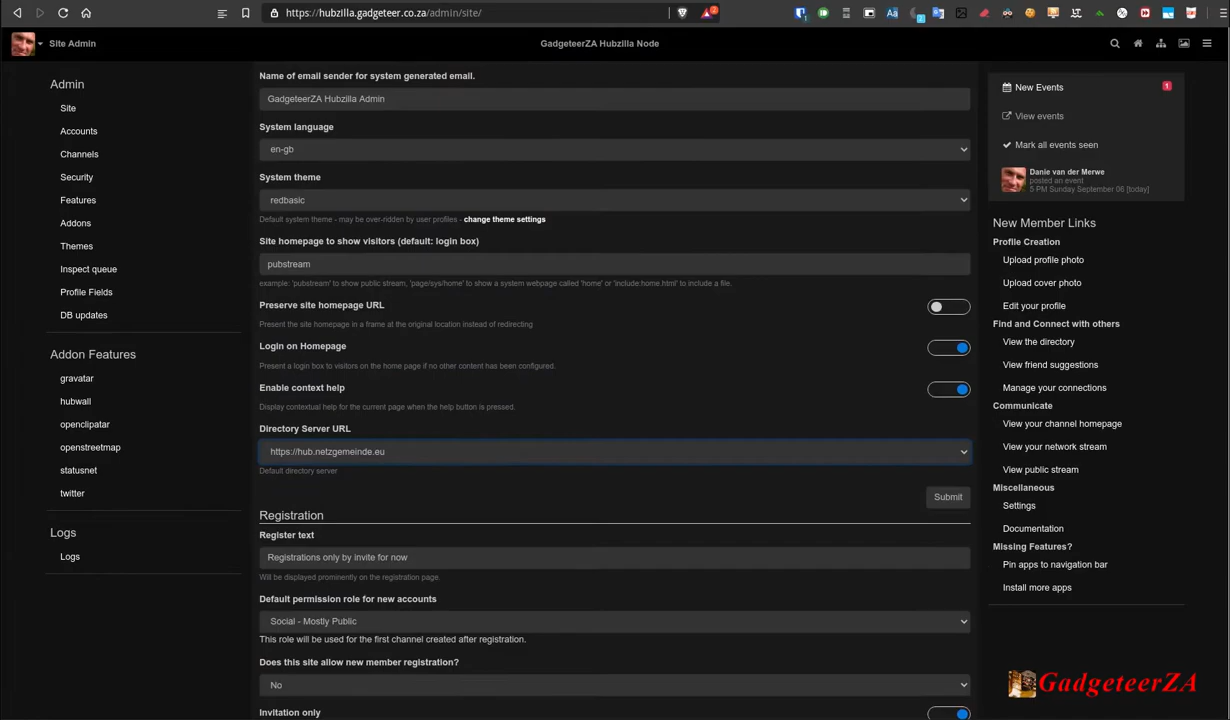 https://hubzilla.gadgeteer.co.za/admin/site/
2
Site Admin
GadgeteerZA Hubzilla Node
Admin
Site
Accounts
Channels
Security
Features
Addons
Themes
Inspect queue
Profile Fields
DB updates
Addon Features
gravatar
hubwall
openclipatar
openstreetmap
statusnet
twitter
Logs
Logs
Name of email sender for system generated email.
GadgeteerZA Hubzilla Admin
System language
en-gb
System theme
redbasic
Default system theme - may be over-ridden by user profiles - change theme settings
Site homepage to show visitors (default: login box)
pubstream
example: 'pubstream' to show public stream, 'page/sys/home' to show a system webpage called 'home' or 'include:home.html' to include a file.
Preserve site homepage URL
Present the site homepage in a frame at the original location instead of redirecting
Login on Homepage
Present a login box to visitors on the home page if no other content has been configured.
Enable context help
Display contextual help for the current page when the help button is pressed.
Directory Server URL
https://hub.netzgemeinde.eu
Default directory server
Submit
Registration
Register text
Registrations only by invite for now
Will be displayed prominently on the registration page.
Default permission role for new accounts
Social - Mostly Public
This role will be used for the first channel created after registration.
Does this site allow new member registration?
No
Invitation only
New Events
1
View events
Mark all events seen
Danie van der Merwe
posted an event
5 PM Sunday September 06 [today]
New Member Links
Profile Creation
Upload profile photo
Upload cover photo
Edit your profile
Find and Connect with others
View the directory
View friend suggestions
Manage your connections
Communicate
View your channel homepage
View your network stream
View public stream
Miscellaneous
Settings
Documentation
Missing Features?
Pin apps to navigation bar
Install more apps
GadgeteerZA